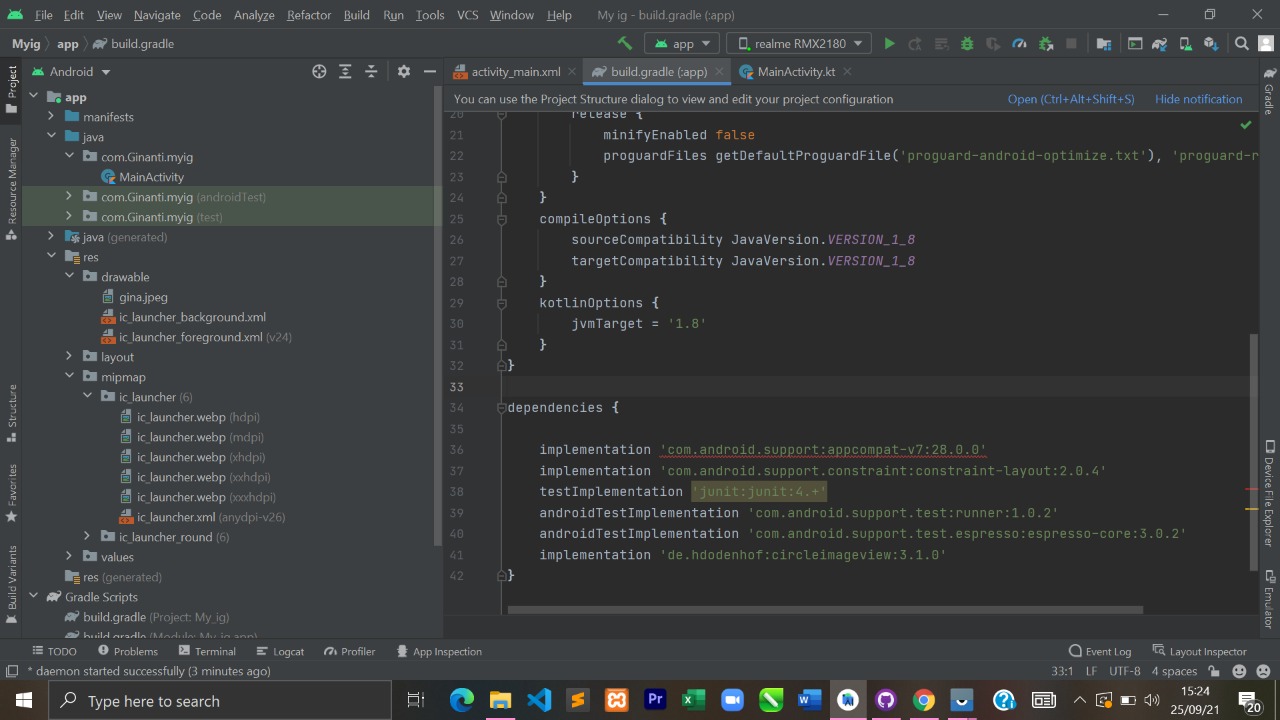 File Edit View Navigate Code Analyze Refactor Build Run Tools VCS Window Help My ig - build.gradle (:app)
Myig app build.gradle
app realme RMX2180
Android
activity_main.xml build.gradle (:app) MainActivity.kt
You can use the Project Structure dialog to view and edit your project configuration Open (Ctrl+Alt+Shift+S) Hide notification
Project
Resource Manager
Structure
Favorites
Build Variants
app
manifests
java
com.Ginanti.myig
MainActivity
com.Ginanti.myig (androidTest)
com.Ginanti.myig (test)
java (generated)
res
drawable
gina.jpeg
ic_launcher_background.xml
ic_launcher_foreground.xml (v24)
layout
mipmap
ic_launcher (6)
ic_launcher.webp (hdpi)
ic_launcher.webp (mdpi)
ic_launcher.webp (xhdpi)
ic_launcher.webp (xxhdpi)
ic_launcher.webp (xxxhdpi)
ic_launcher.xml (anydpi-v26)
ic_launcher_round (6)
values
res (generated)
Gradle Scripts
build.gradle (Project: My_ig)
build.gradle (Module: My_ig.app)
20 release {
21 minifyEnabled false
22 proguardFiles getDefaultProguardFile('proguard-android-optimize.txt'), 'proguard-r
23 }
24 }
25 compileOptions {
26 sourceCompatibility JavaVersion.VERSION_1_8
27 targetCompatibility JavaVersion.VERSION_1_8
28 }
29 kotlinOptions {
30 jvmTarget = '1.8'
31 }
32 }
33
34 dependencies {
35
36 implementation 'com.android.support:appcompat-v7:28.0.0'
37 implementation 'com.android.support.constraint:constraint-layout:2.0.4'
38 testImplementation 'junit:junit:4.+'
39 androidTestImplementation 'com.android.support.test:runner:1.0.2'
40 androidTestImplementation 'com.android.support.test.espresso:espresso-core:3.0.2'
41 implementation 'de.hdodenhof:circleimageview:3.1.0'
42 }
Gradle
Device File Explorer
Emulator
TODO Problems Terminal Logcat Profiler App Inspection Event Log Layout Inspector
* daemon started successfully (3 minutes ago) 33:1 LF UTF-8 4 spaces
Type here to search
15:24
25/09/21
20